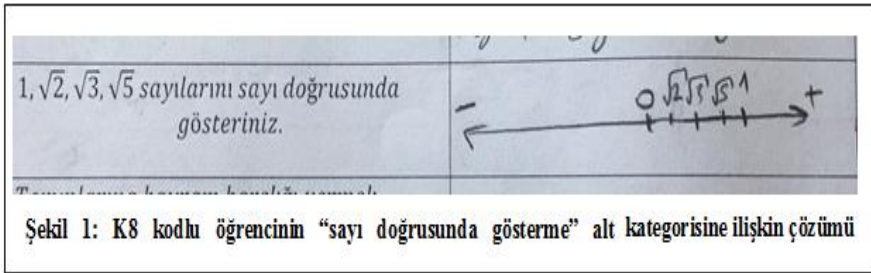 1, √2, √3, √5 sayılarını sayı doğrusunda
gösteriniz.
- 0 √2 √3 √5 1 +
Şekil 1: K8 kodlu öğrencinin “sayı doğrusunda gösterme” alt kategorisine ilişkin çözümü